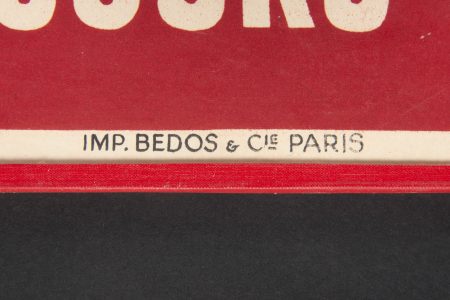 IMP. BEDOS & CIE PARIS